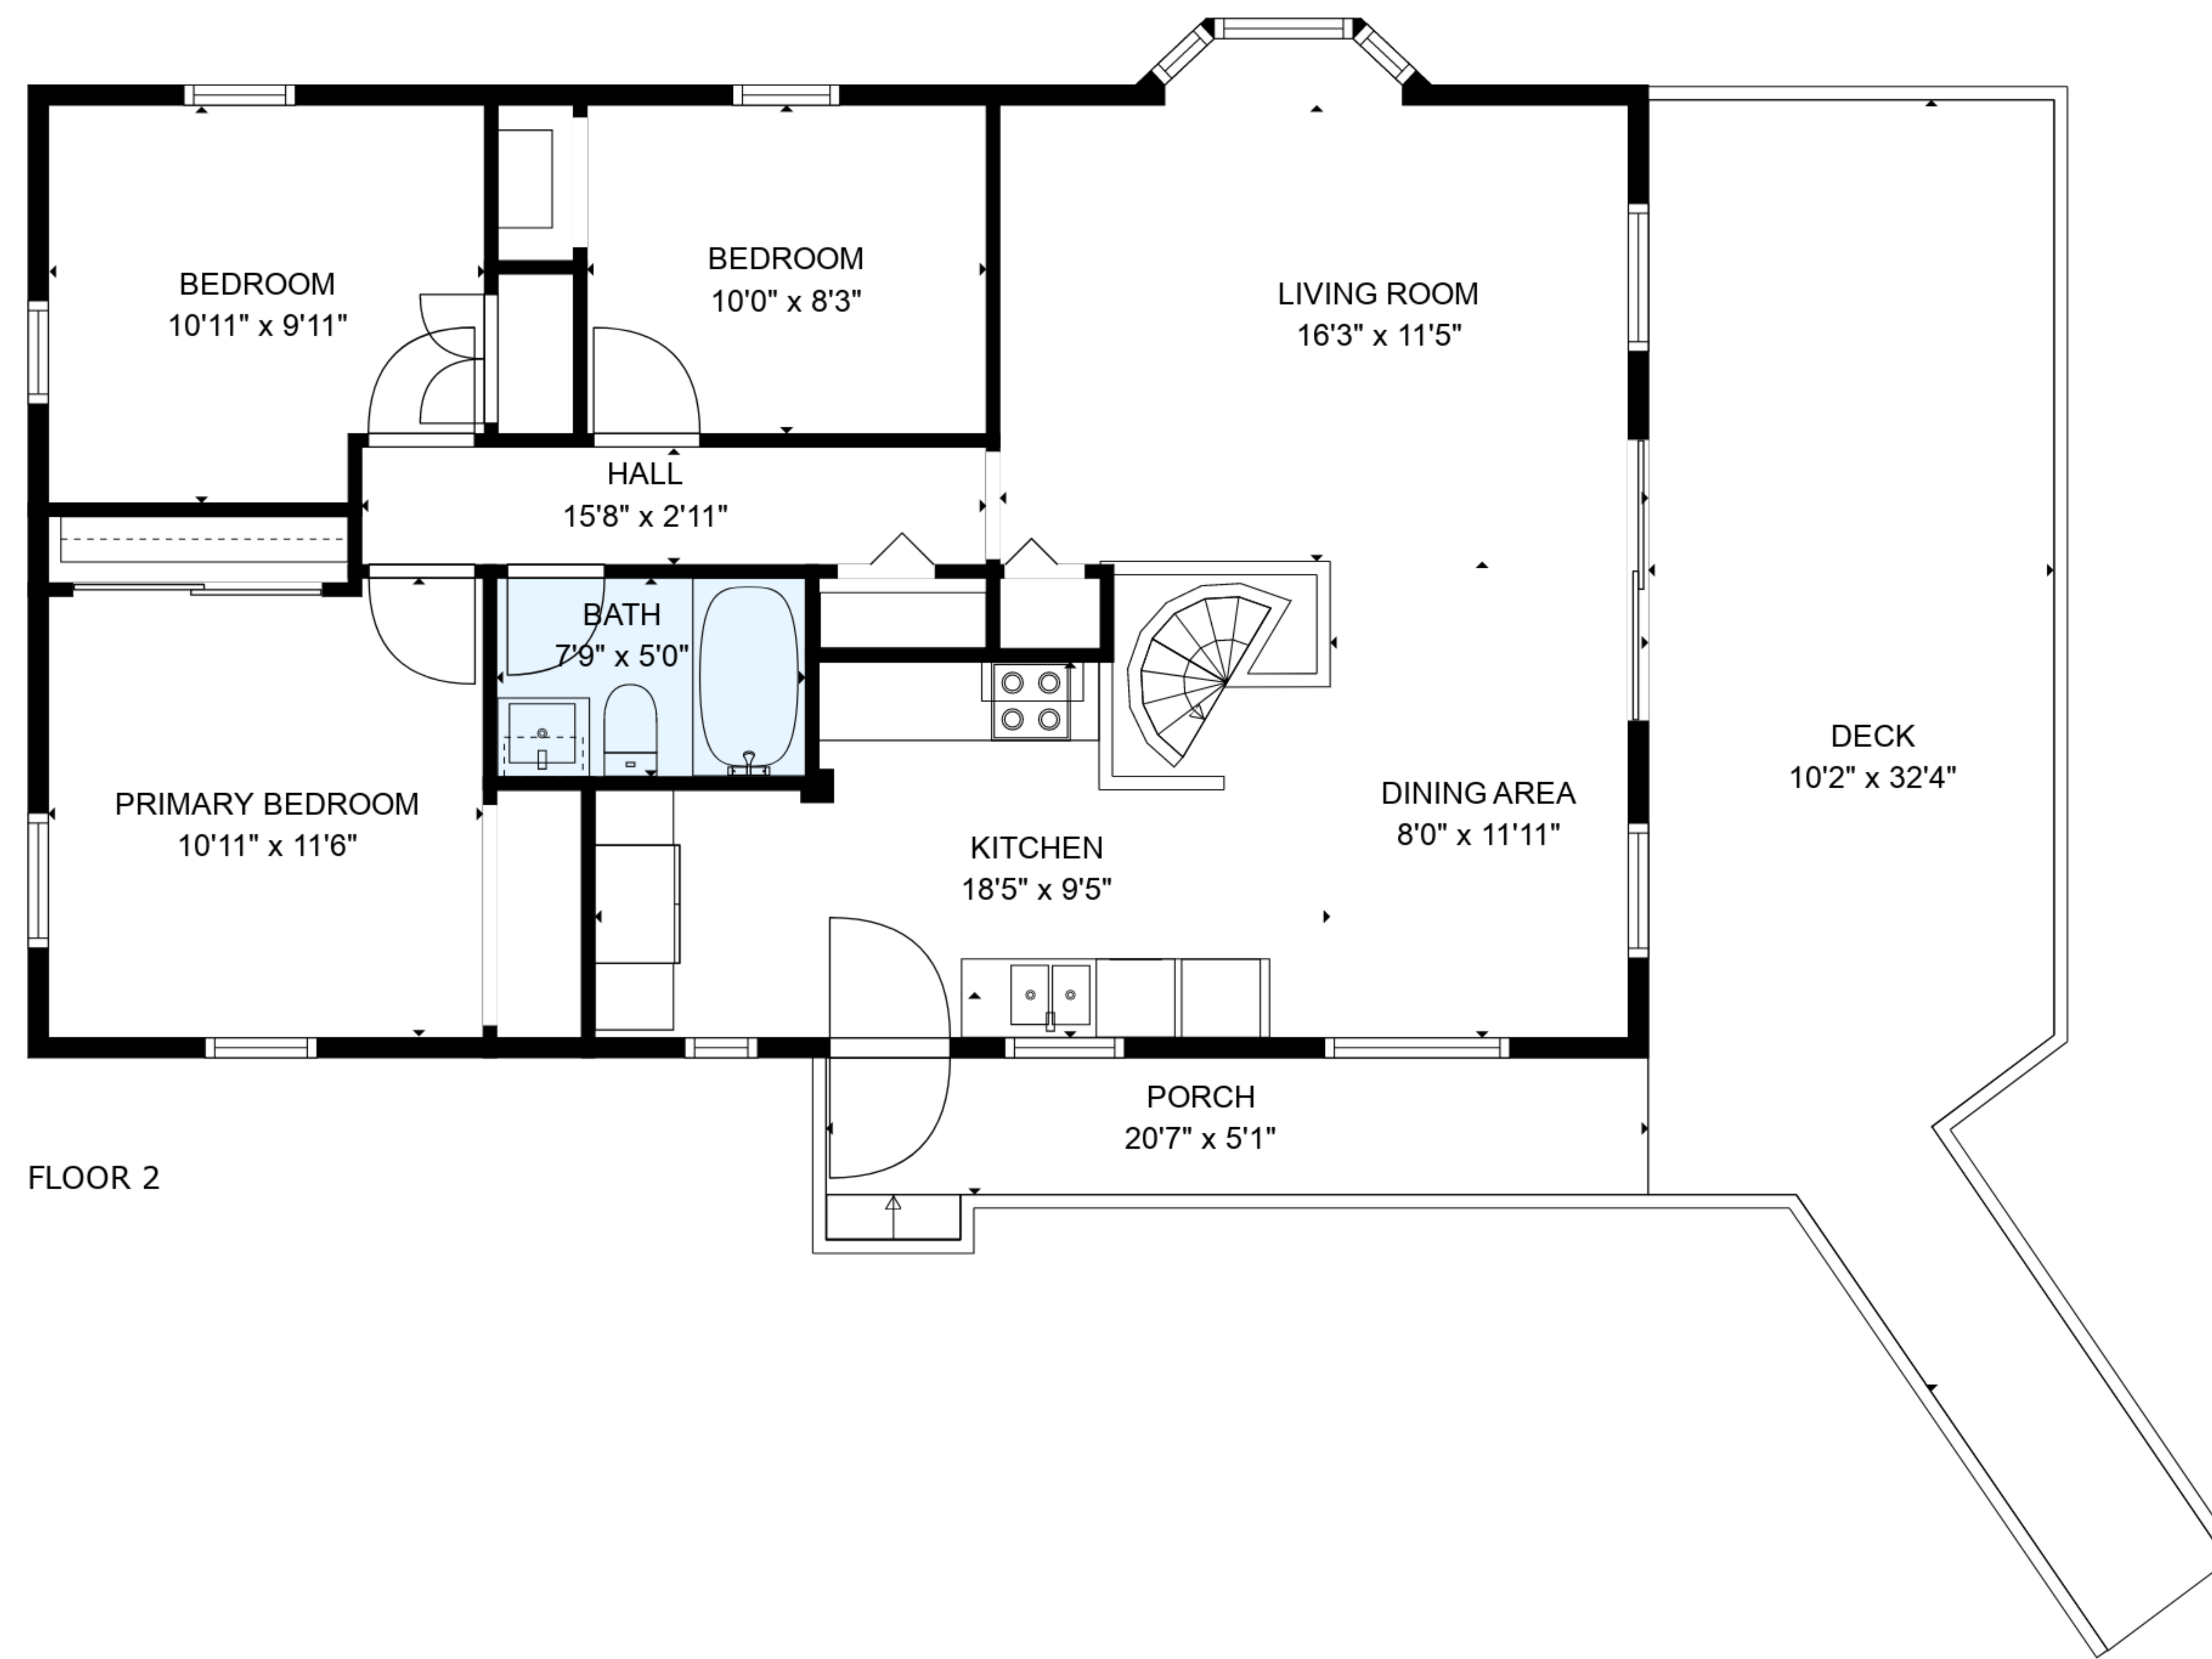 BEDROOM
10'11" x 9'11"
BEDROOM
10'0" x 8'3"
LIVING ROOM
16'3" x 11'5"
HALL
15'8" x 2'11"
BATH
7'9" x 5'0"
PRIMARY BEDROOM
10'11" x 11'6"
KITCHEN
18'5" x 9'5"
DINING AREA
8'0" x 11'11"
DECK
10'2" x 32'4"
PORCH
20'7" x 5'1"
FLOOR 2